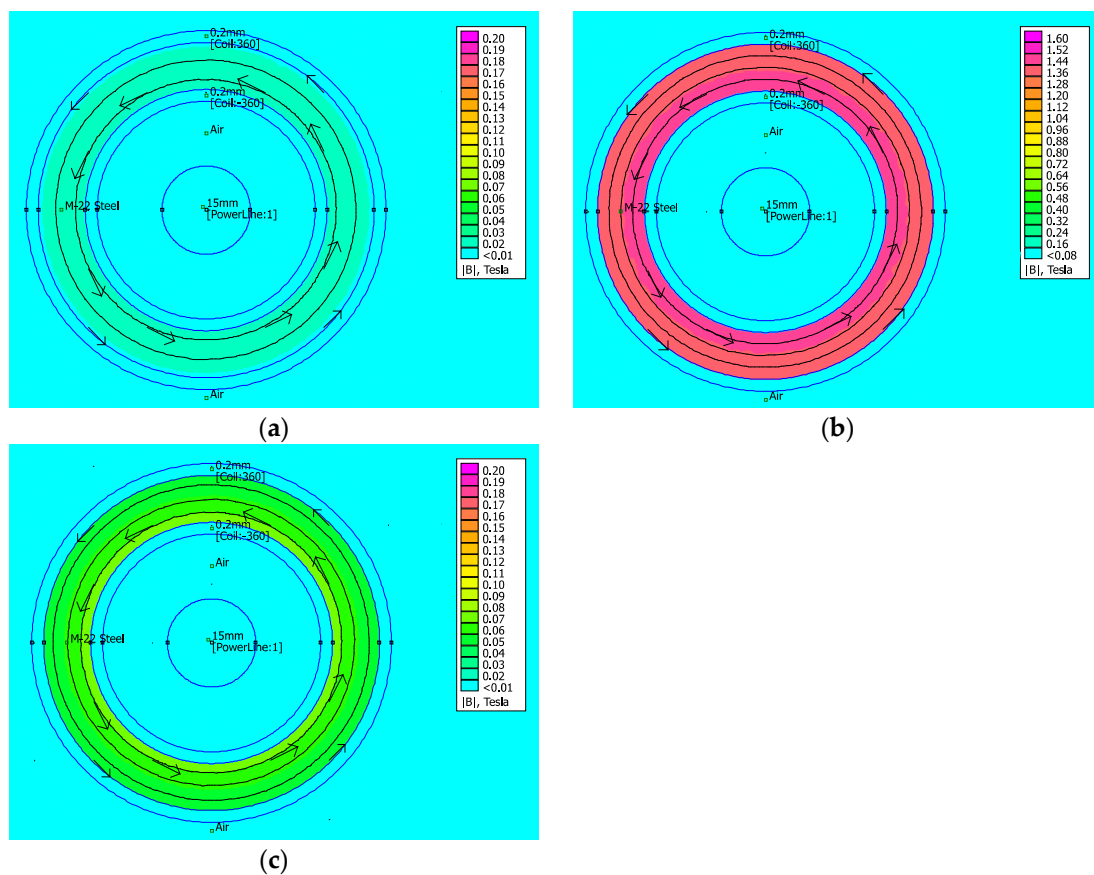 0.2mm
[Coil:360]
0.2mm
[Coil:-360]
Air
M-22 Steel
15mm
[PowerLine:1]
Air
0.20
0.19
0.18
0.17
0.16
0.15
0.14
0.13
0.12
0.11
0.10
0.09
0.08
0.07
0.06
0.05
0.04
0.03
0.02
<0.01
|B|, Tesla
(a)
0.2mm
[Coil:360]
0.2mm
[Coil:-360]
Air
M-22 Steel
15mm
[PowerLine:1]
Air
1.60
1.52
1.44
1.36
1.28
1.20
1.12
1.04
0.96
0.88
0.80
0.72
0.64
0.56
0.48
0.40
0.32
0.24
0.16
<0.08
|B|, Tesla
(b)
0.2mm
[Coil:360]
0.2mm
[Coil:-360]
Air
M-22 Steel
15mm
[PowerLine:1]
Air
0.20
0.19
0.18
0.17
0.16
0.15
0.14
0.13
0.12
0.11
0.10
0.09
0.08
0.07
0.06
0.05
0.04
0.03
0.02
<0.01
|B|, Tesla
(c)